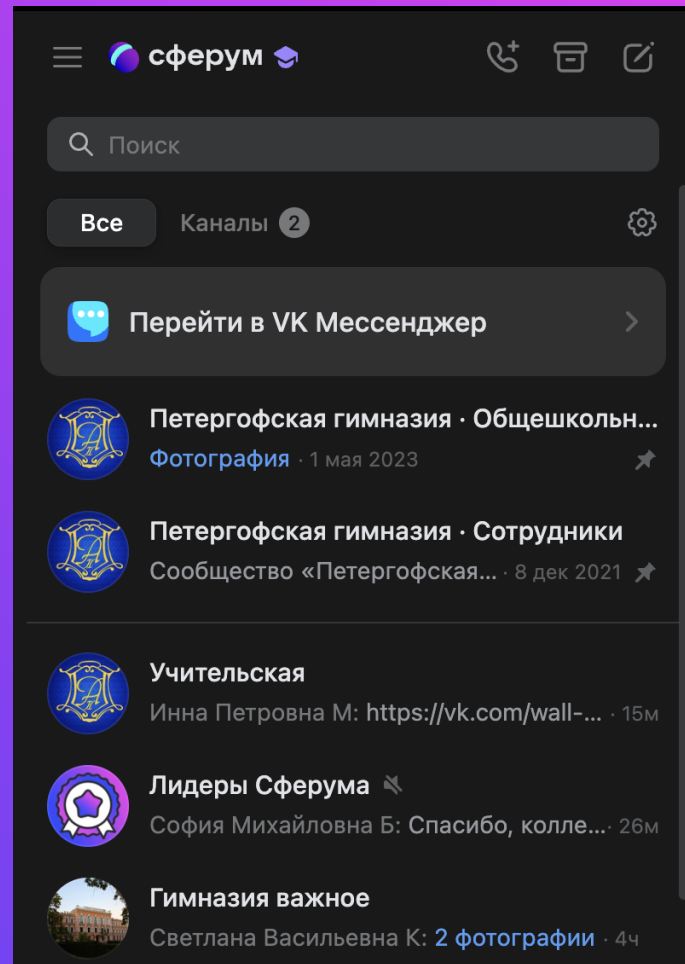 сферум
Поиск
Все Каналы 2
Перейти в VK Мессенджер
Петергофская гимназия · Общешкольн...
Фотография · 1 мая 2023
Петергофская гимназия · Сотрудники
Сообщество «Петергофская... · 8 дек 2021
Учительская
Инна Петровна М: https://vk.com/wall-... · 15м
Лидеры Сферума
София Михайловна Б: Спасибо, колле... · 26м
Гимназия важное
Светлана Васильевна К: 2 фотографии · 4ч